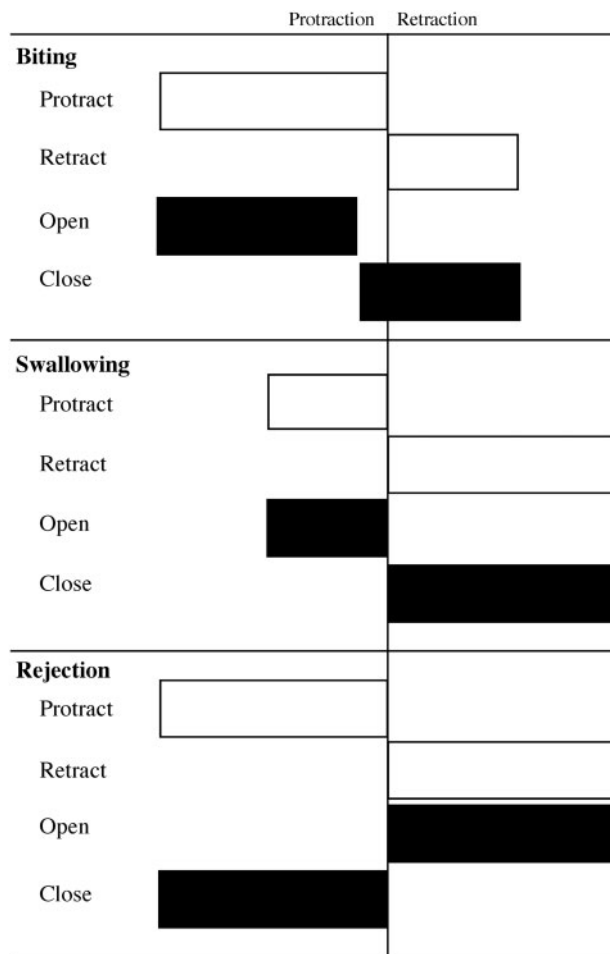 Protraction Retraction
Biting
Protract
Retract
Open
Close
Swallowing
Protract
Retract
Open
Close
Rejection
Protract
Retract
Open
Close